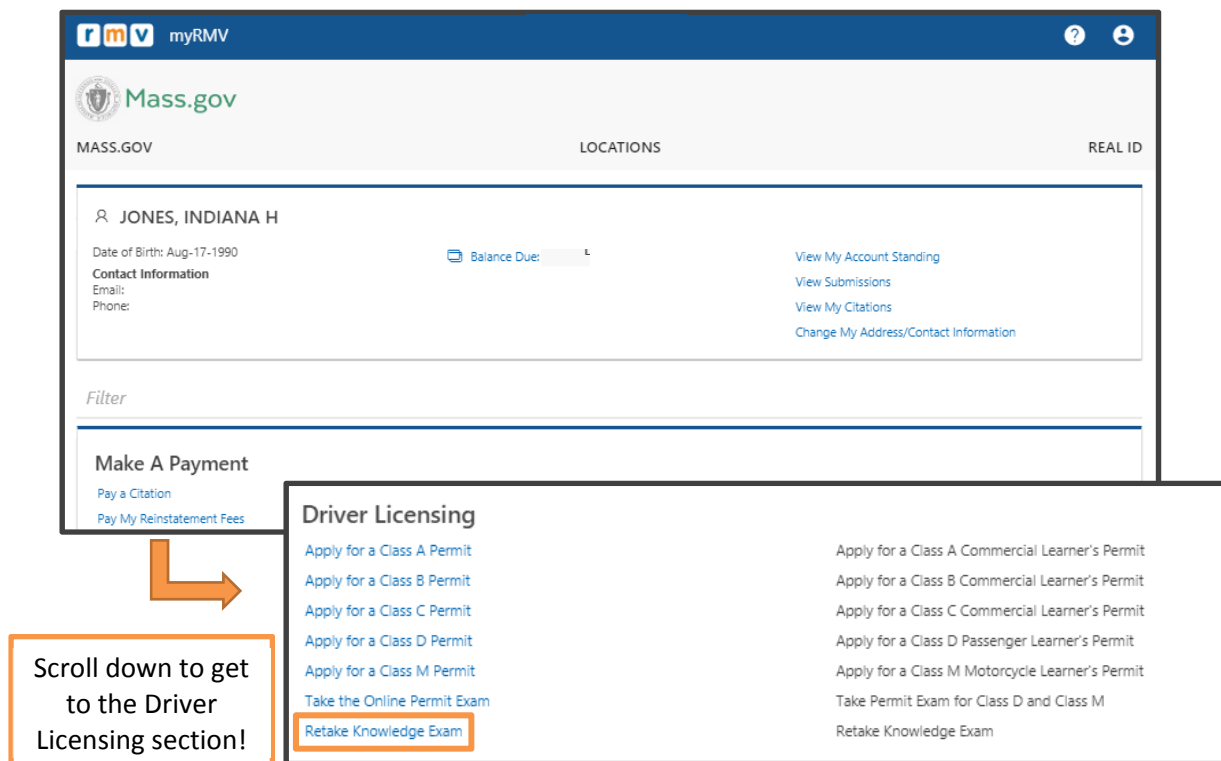 rmv myRMV
Mass.gov
MASS.GOV LOCATIONS REAL ID
JONES, INDIANA H
Date of Birth: Aug-17-1990
Contact Information
Email:
Phone:
Balance Due:
View My Account Standing
View Submissions
View My Citations
Change My Address/Contact Information
Filter
Make A Payment
Pay a Citation
Pay My Reinstatement Fees
Driver Licensing
Apply for a Class A Permit Apply for a Class A Commercial Learner's Permit
Apply for a Class B Permit Apply for a Class B Commercial Learner's Permit
Apply for a Class C Permit Apply for a Class C Commercial Learner's Permit
Apply for a Class D Permit Apply for a Class D Passenger Learner's Permit
Apply for a Class M Permit Apply for a Class M Motorcycle Learner's Permit
Take the Online Permit Exam Take Permit Exam for Class D and Class M
Retake Knowledge Exam Retake Knowledge Exam
Scroll down to get
to the Driver
Licensing section!